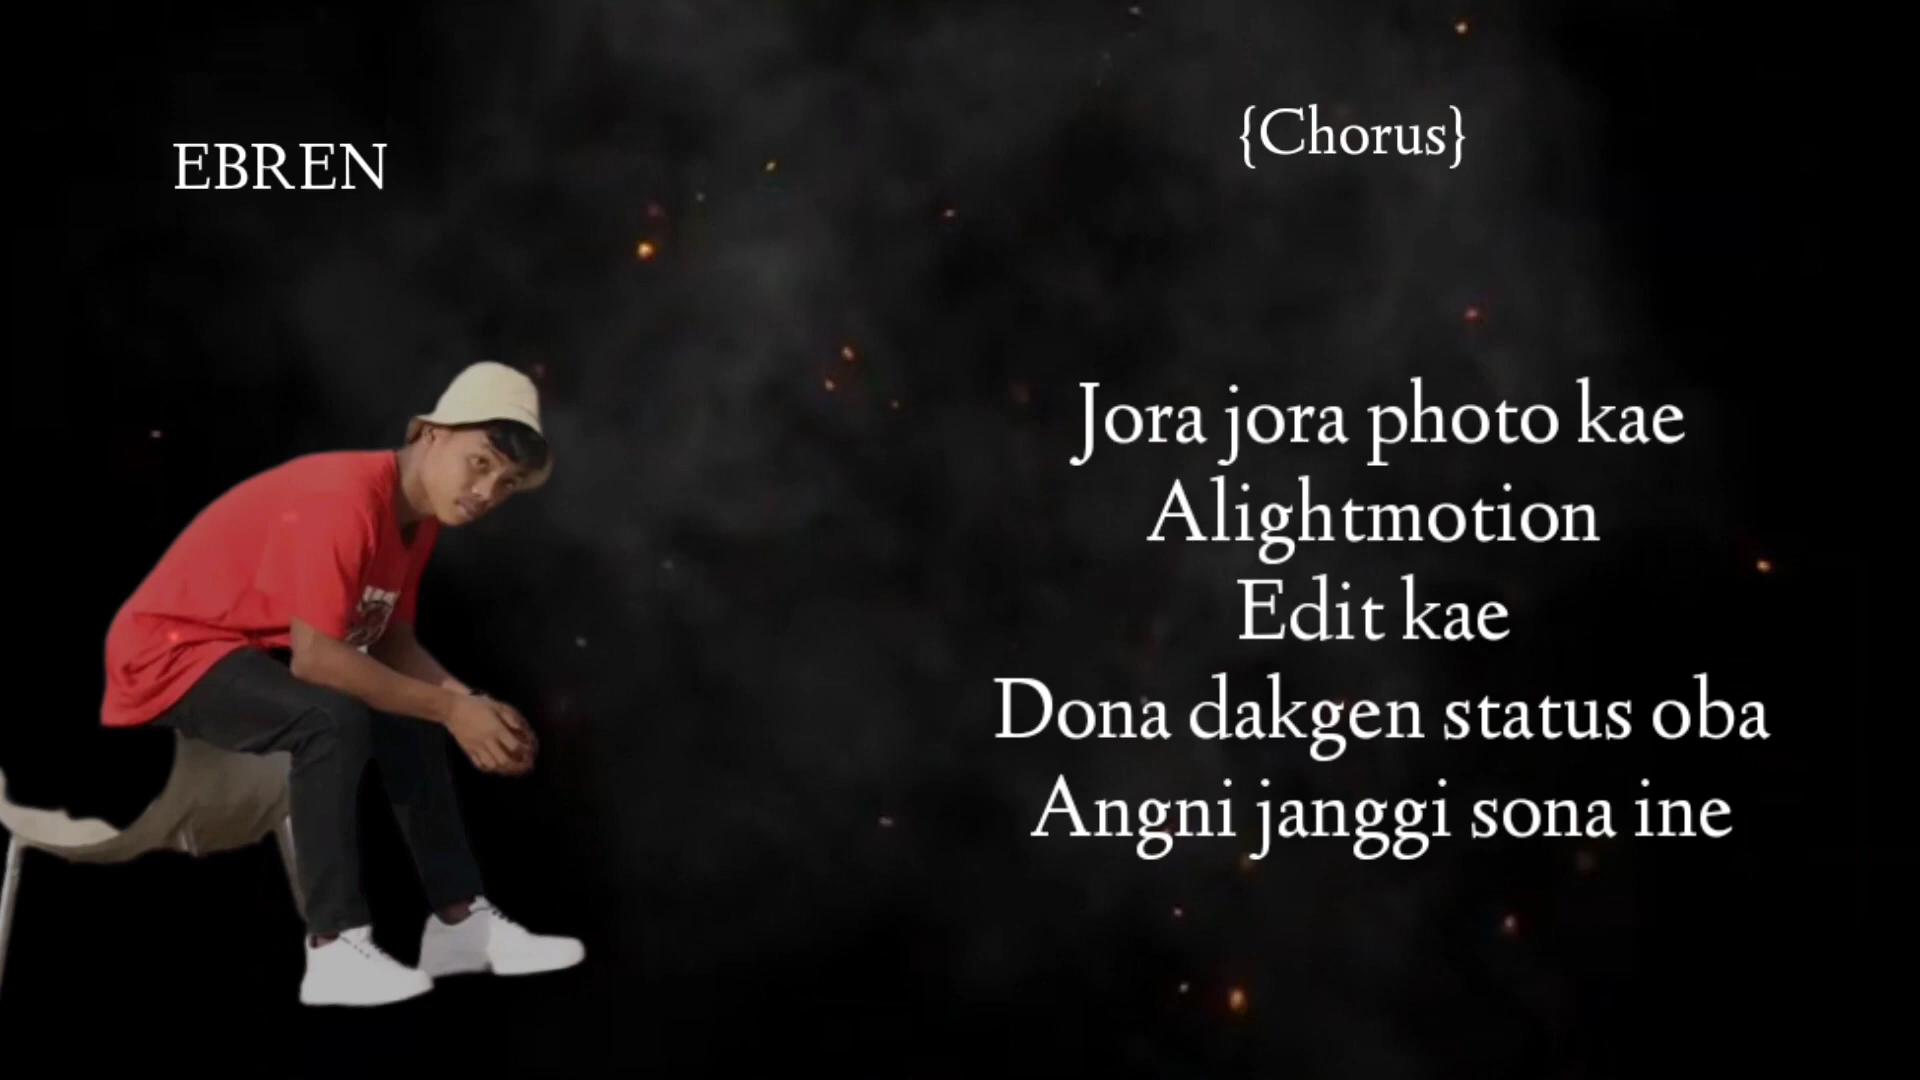 EBREN
{Chorus}
Jora jora photo kae
Alightmotion
Edit kae
Dona dakgen status oba
Angni janggi sona ine